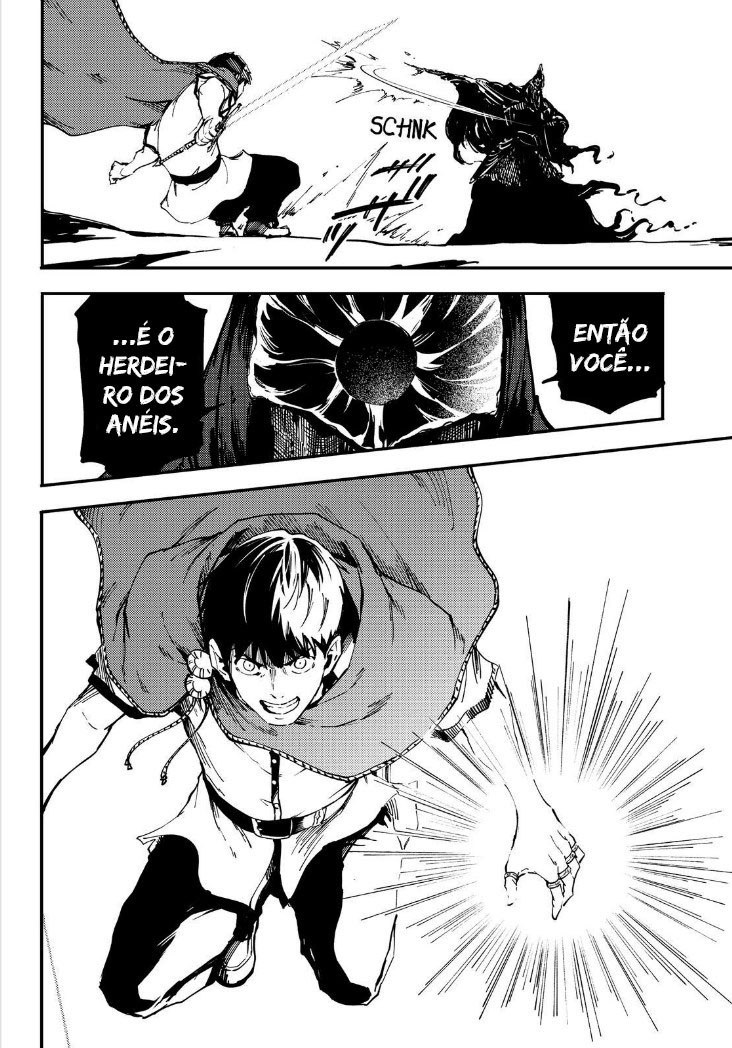 SCHNK
ENTÃO
VOCÊ...
...É O
HERDEI-
RO DOS
ANÉIS.